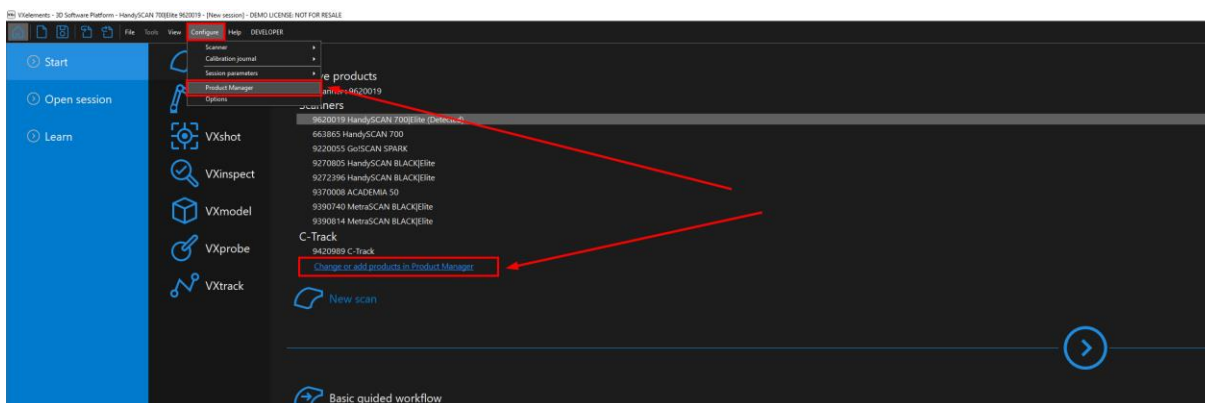 VXelements - 3D Software Platform - HandySCAN 700|Elite 9620019 - [New session] - DEMO LICENSE: NOT FOR RESALE
File Tools View Configure Help DEVELOPER
Start
Open session
Learn
Scanner
Calibration journal
Session parameters
Product Manager
Options
VXshot
VXinspect
VXmodel
VXprobe
VXtrack
products
9620019
Scanners
9620019 HandySCAN 700|Elite (Detected)
663865 HandySCAN 700
9220055 Go!SCAN SPARK
9270805 HandySCAN BLACK|Elite
9272396 HandySCAN BLACK|Elite
9370008 ACADEMIA 50
9390740 MetraSCAN BLACK|Elite
9390814 MetraSCAN BLACK|Elite
C-Track
9420989 C-Track
Change or add products in Product Manager
New scan
Basic guided workflow